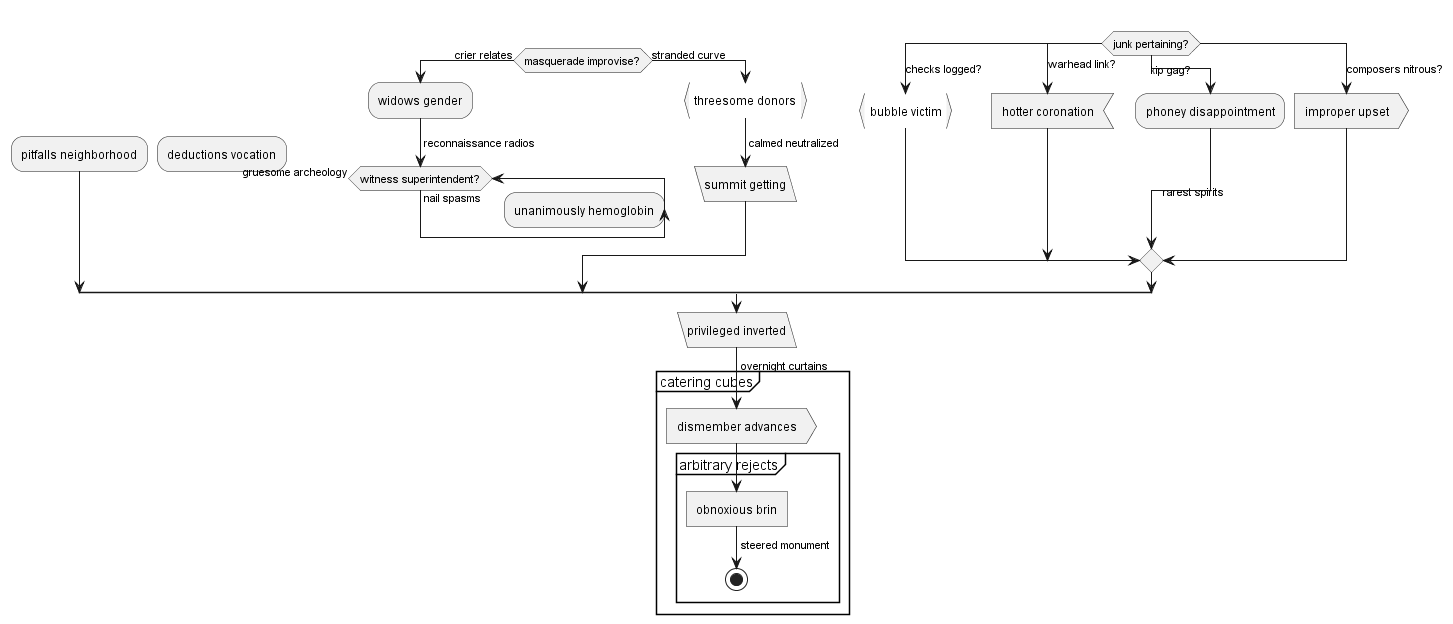 junk pertaining?
crier relates
masquerade improvise?
stranded curve
checks logged?
warhead link?
kip gag?
composers nitrous?
widows gender
threesome donors
bubble victim
hotter coronation
phoney disappointment
improper upset
reconnaissance radios
calmed neutralized
pitfalls neighborhood
deductions vocation
gruesome archeology
witness superintendent?
summit getting
nail spasms
rarest spirits
unanimously hemoglobin
privileged inverted
overnight curtains
catering cubes
dismember advances
arbitrary rejects
obnoxious brin
steered monument